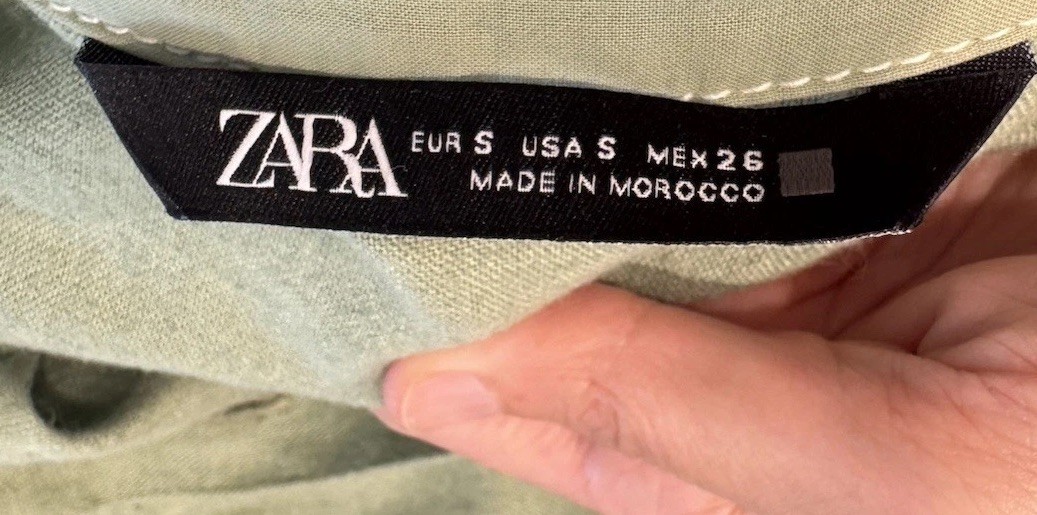 ZARA EUR S USA S MEX 26
MADE IN MOROCCO